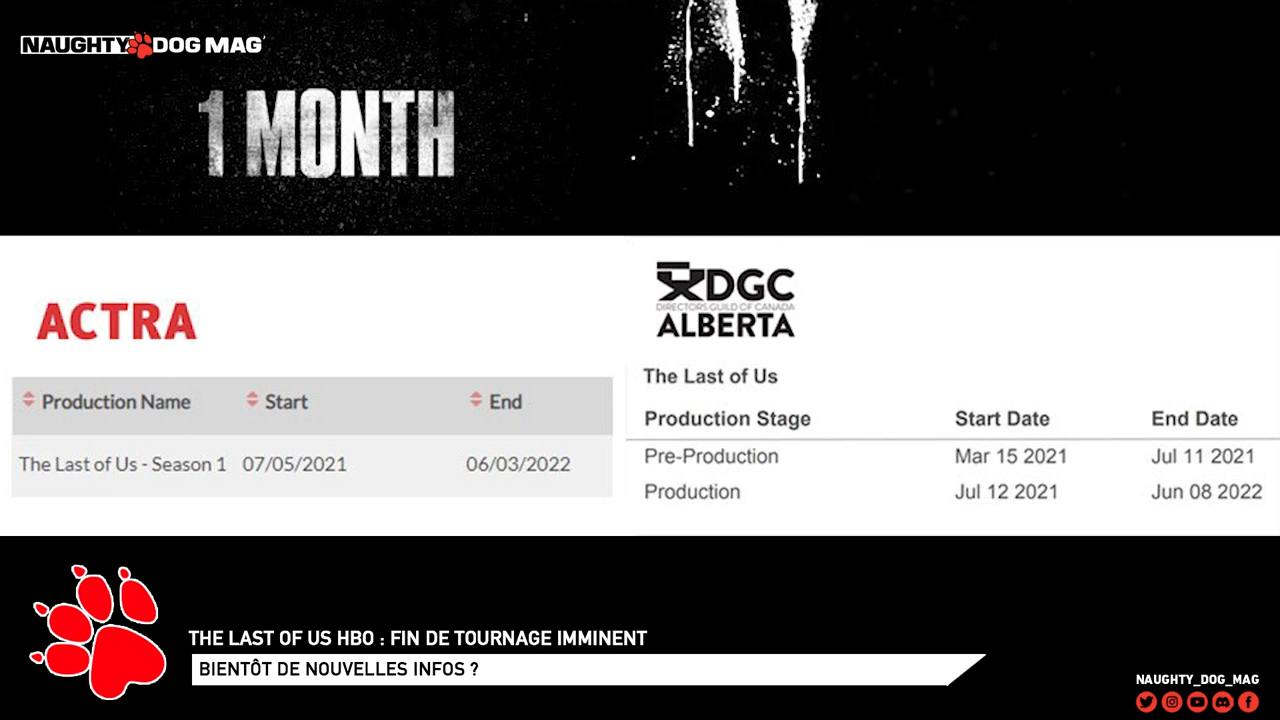 NAUGHTY DOG MAG
1 MONTH
ACTRA
Production Name Start End
The Last of Us - Season 1 07/05/2021 06/03/2022
DGC
DIRECTORS GUILD OF CANADA
ALBERTA
The Last of Us
Production Stage Start Date End Date
Pre-Production Mar 15 2021 Jul 11 2021
Production Jul 12 2021 Jun 08 2022
THE LAST OF US HBO : FIN DE TOURNAGE IMMINENT
BIENTÔT DE NOUVELLES INFOS ?
NAUGHTY_DOG_MAG